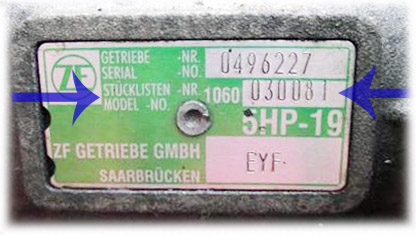 ZF
GETRIEBE -NR. 0496227
SERIAL -NO.
STÜCKLISTEN -NR. 1060 030081
MODEL -NO.
5HP-19
ZF GETRIEBE GMBH EYF
SAARBRÜCKEN